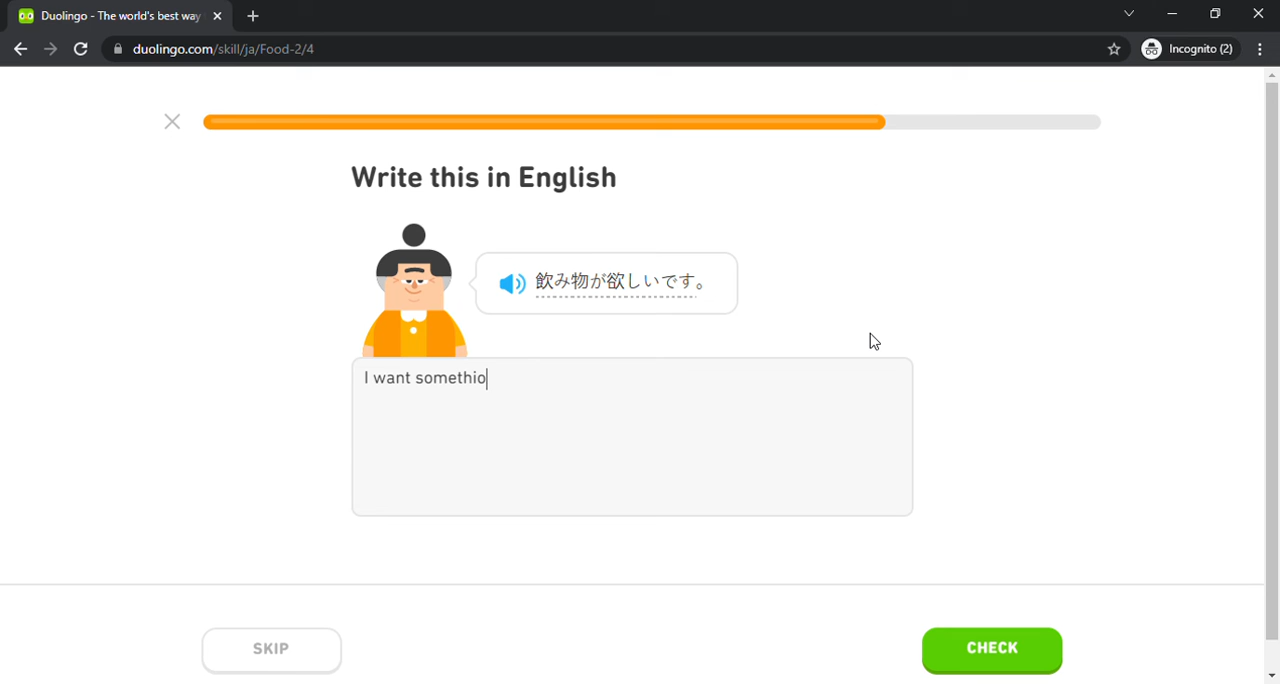 Duolingo - The world's best way
Incognito (2)
duolingo.com/skill/ja/Food-2/4
Write this in English
飲み物が欲しいです。
I want somethio
SKIP
CHECK